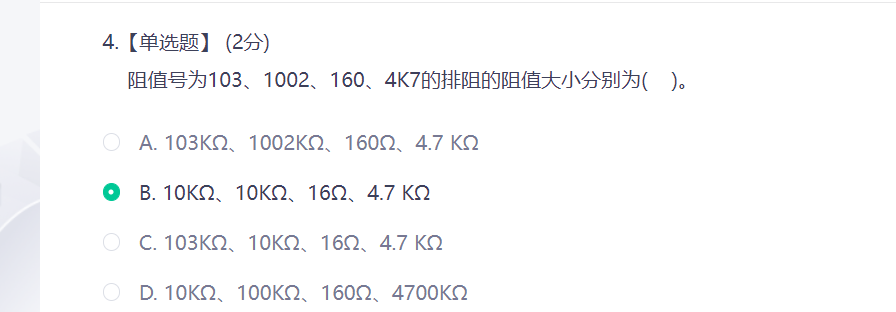 4.【单选题】 (2分)
阻值号为103、1002、160、4K7的排阻的阻值大小分别为(    )。
A. 103KΩ、1002KΩ、160Ω、4.7 KΩ
B. 10KΩ、10KΩ、16Ω、4.7 KΩ
C. 103KΩ、10KΩ、16Ω、4.7 KΩ
D. 10KΩ、100KΩ、160Ω、4700KΩ